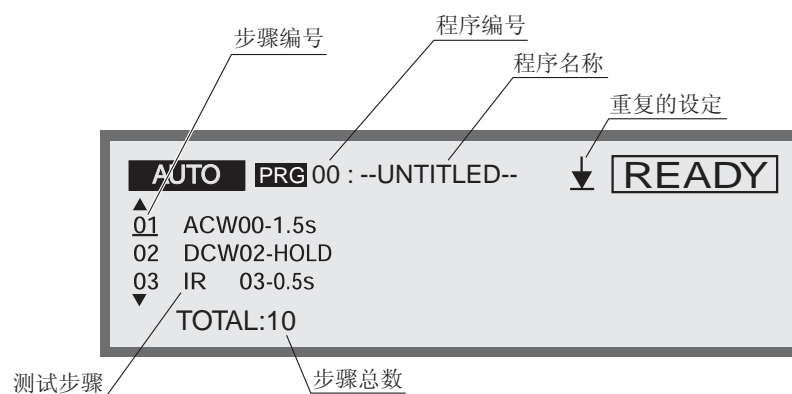 程序编号
步骤编号
程序名称
重复的设定
AUTO PRG 00 : --UNTITLED-- READY
01 ACW00-1.5s
02 DCW02-HOLD
03 IR 03-0.5s
TOTAL:10
测试步骤
步骤总数